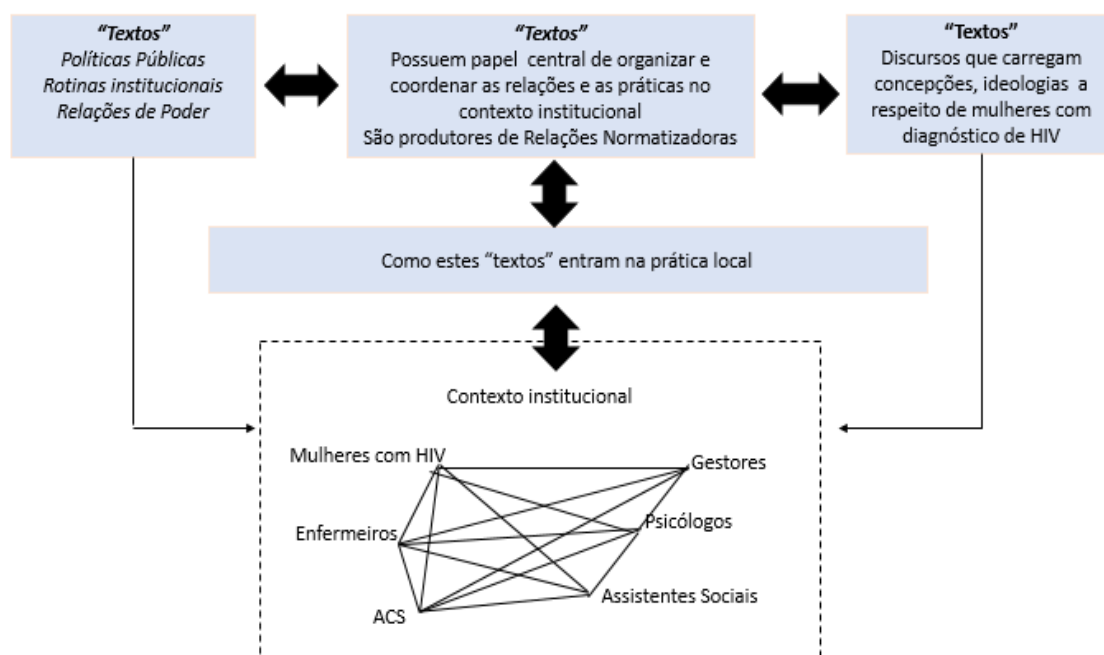 “Textos”
Políticas Públicas
Rotinas institucionais
Relações de Poder
“Textos”
Possuem papel central de organizar e
coordenar as relações e as práticas no
contexto institucional
São produtores de Relações Normatizadoras
“Textos”
Discursos que carregam
concepções, ideologias a
respeito de mulheres com
diagnóstico de HIV
Como estes “textos” entram na prática local
Contexto institucional
Mulheres com HIV
Gestores
Enfermeiros
Psicólogos
ACS
Assistentes Sociais